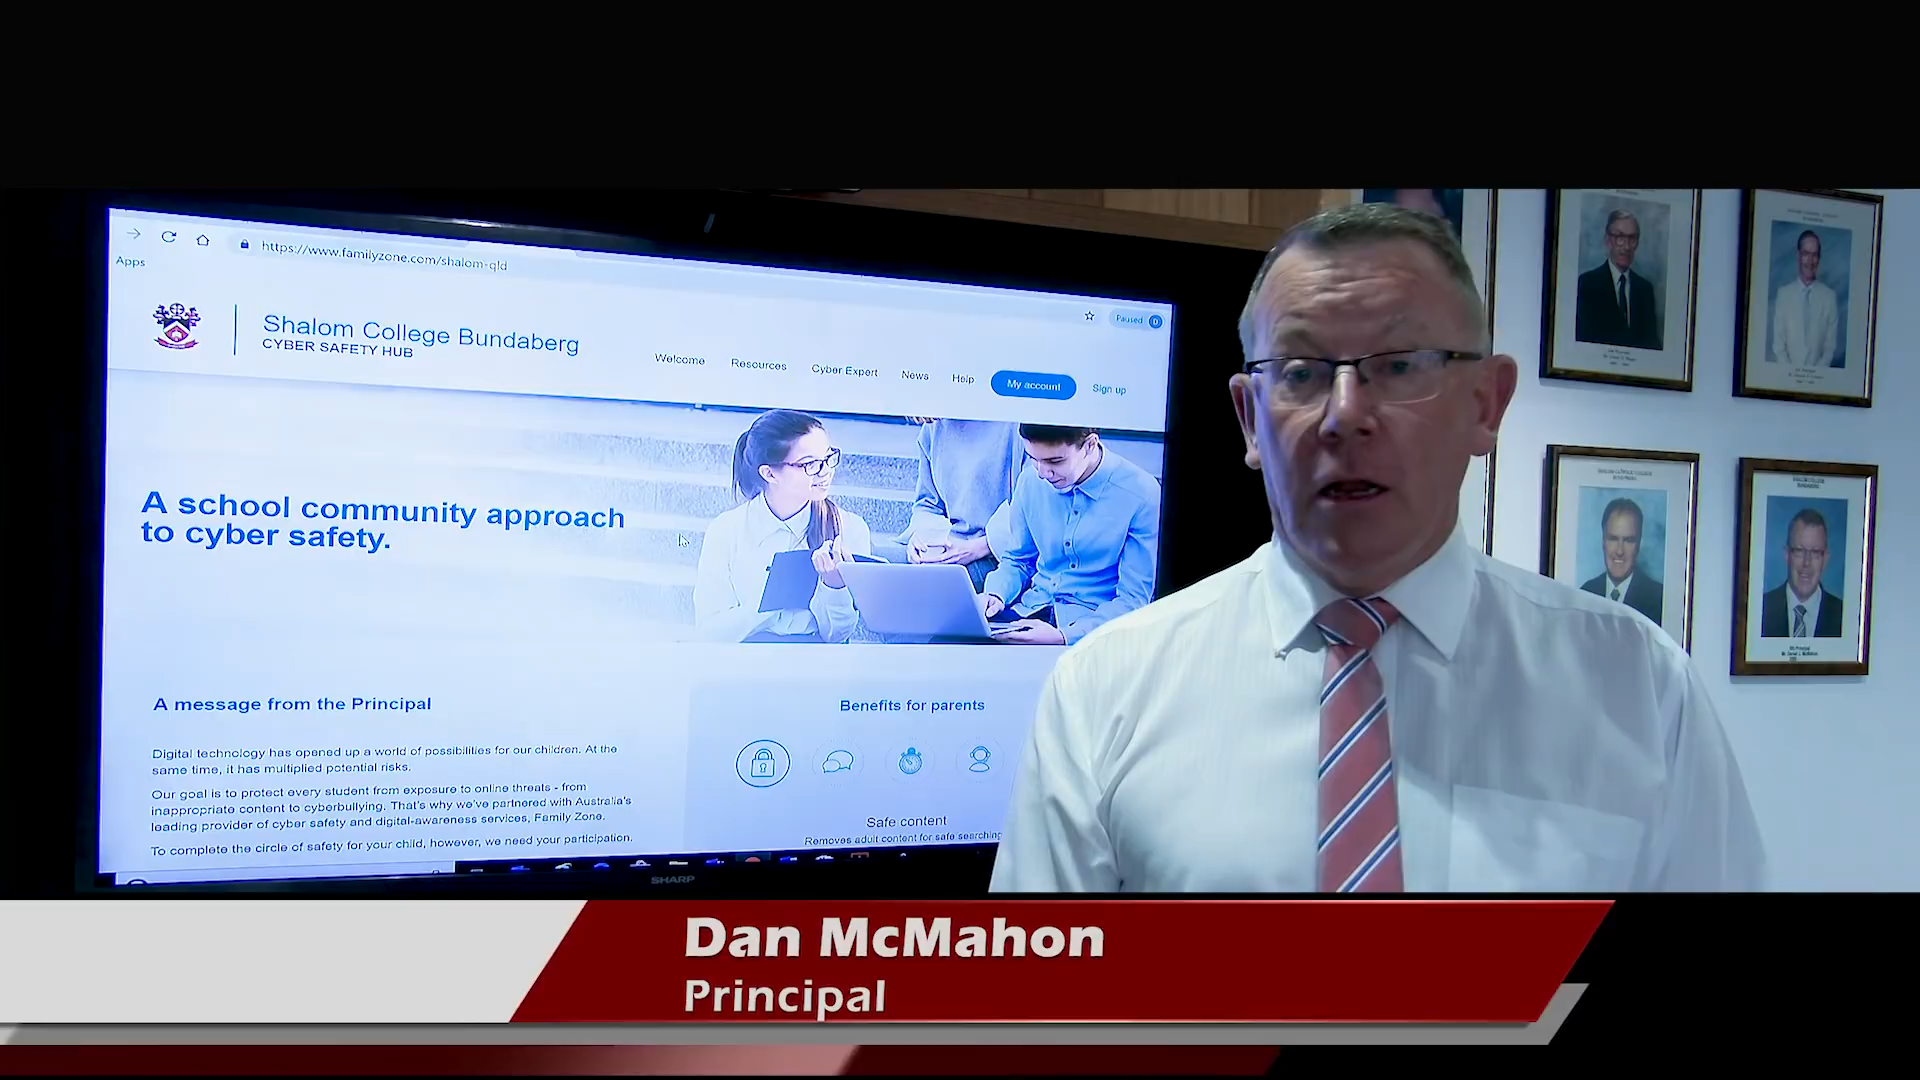 https://www.familyzone.com/shalom-qld
Apps
Paused
Shalom College Bundaberg
CYBER SAFETY HUB
Welcome
Resources
Cyber Expert
News
Help
My account
Sign up
A school community approach
to cyber safety.
A message from the Principal
Digital technology has opened up a world of possibilities for our children. At the
same time, it has multiplied potential risks.
Our goal is to protect every student from exposure to online threats - from
inappropriate content to cyberbullying. That's why we've partnered with Australia's
leading provider of cyber safety and digital-awareness services, Family Zone.
To complete the circle of safety for your child, however, we need your participation.
Benefits for parents
Safe content
Removes adult content for safe searching
SHARP
Dan McMahon
Principal